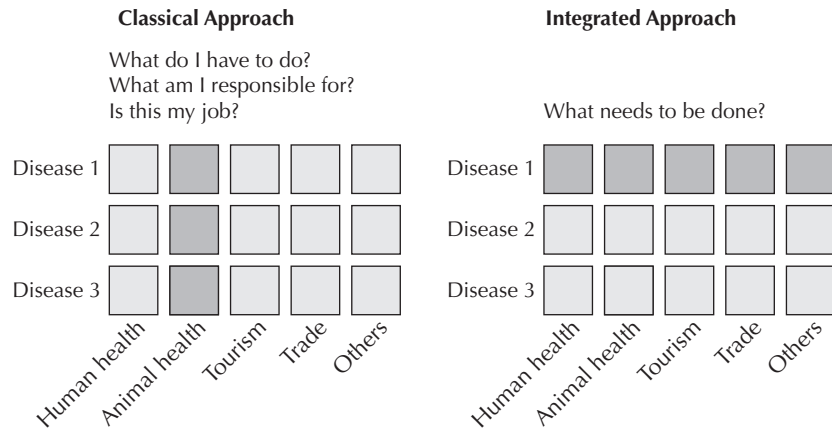 Classical Approach
What do I have to do?
What am I responsible for?
Is this my job?
Disease 1
Disease 2
Disease 3
Human health
Animal health
Tourism
Trade
Others
Integrated Approach
What needs to be done?
Disease 1
Disease 2
Disease 3
Human health
Animal health
Tourism
Trade
Others